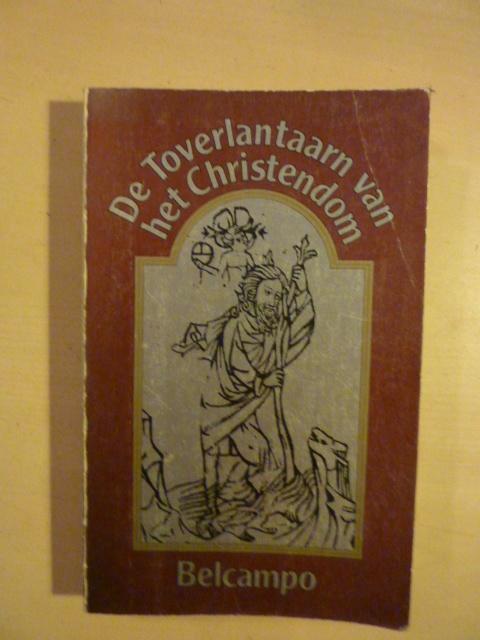 De Toverlantaarn van
het Christendom
Belcampo